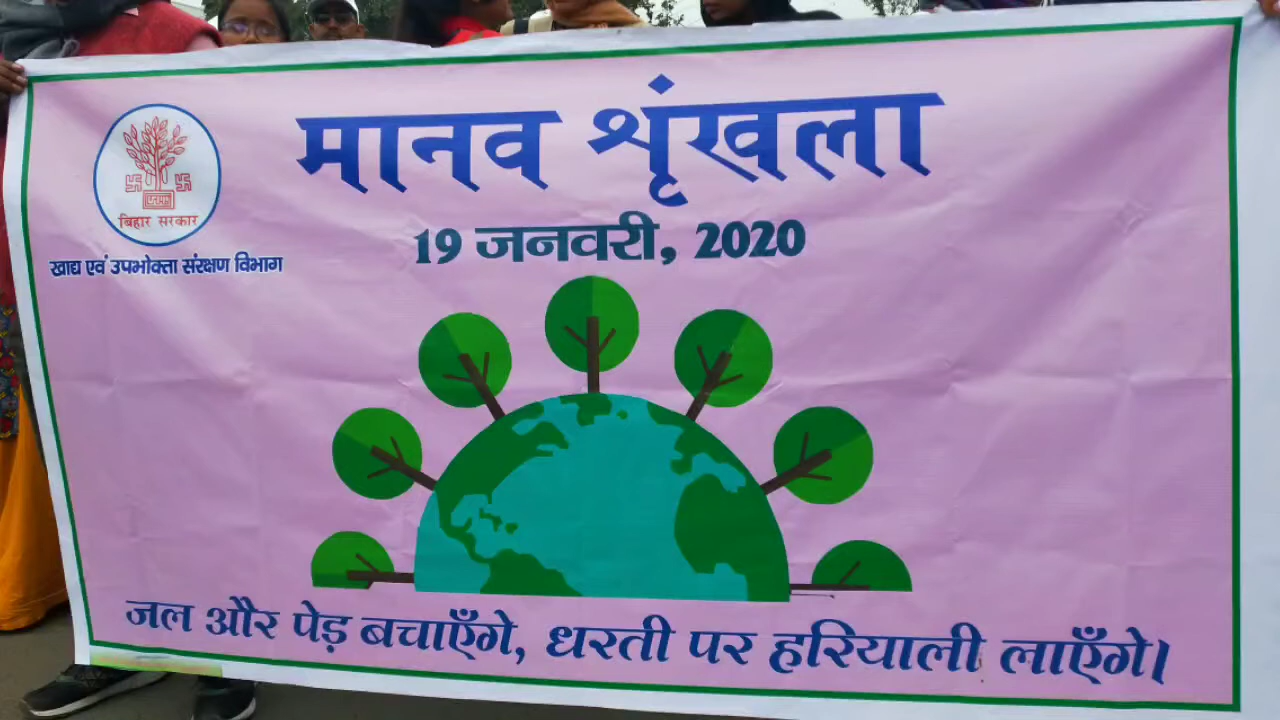 मानव श्रृंखला
19 जनवरी, 2020
बिहार सरकार
खाद्य एवं उपभोक्ता संरक्षण विभाग
जल और पेड़ बचाएँगे, धरती पर हरियाली लाएँगे।